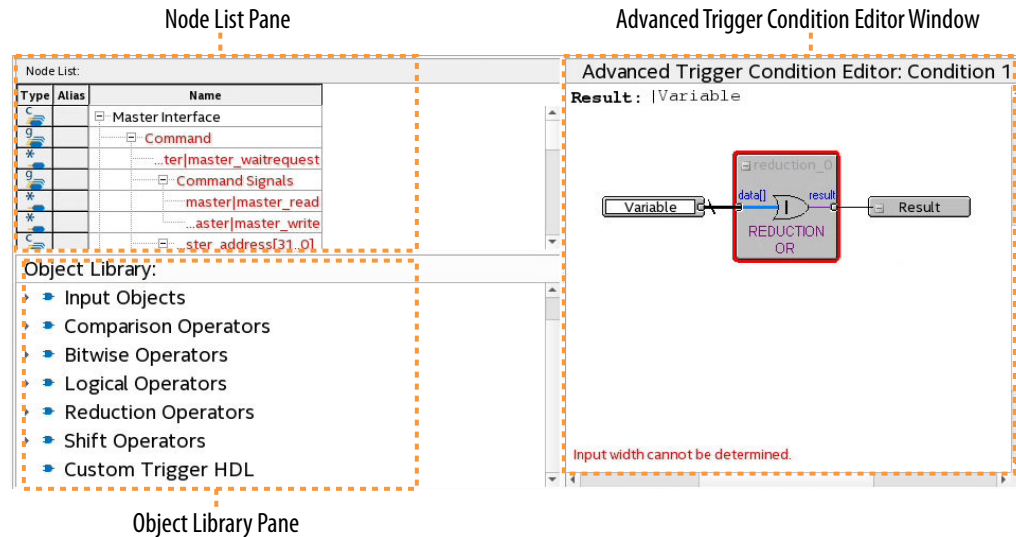 Node List Pane
Advanced Trigger Condition Editor Window
Node List:
Type Alias Name
Master Interface
Command
...ter|master_waitrequest
Command Signals
master|master_read
...aster|master_write
...ster_address[31..0]
Object Library:
Input Objects
Comparison Operators
Bitwise Operators
Logical Operators
Reduction Operators
Shift Operators
Custom Trigger HDL
Object Library Pane
Advanced Trigger Condition Editor: Condition 1
Result: |Variable
reduction_0
data[] result
Variable
REDUCTION
OR
Result
Input width cannot be determined.